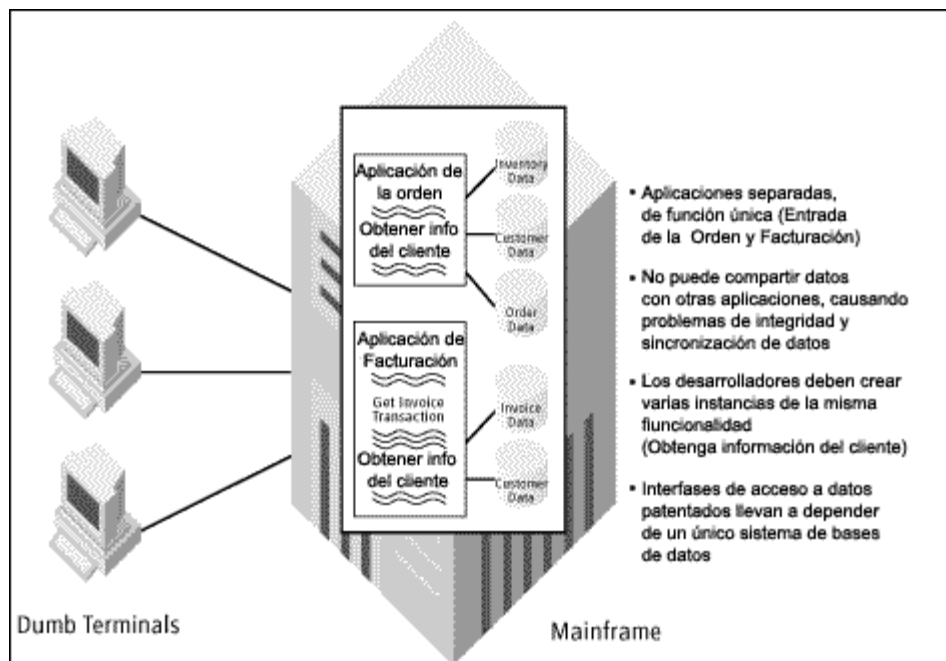 Aplicación de
la orden
Obtener info
del cliente
Inventory
Data
Customer
Data
Order
Data
Aplicación de
Facturación
Get Invoice
Transaction
Obtener info
del cliente
Invoice
Data
Customer
Data
• Aplicaciones separadas,
de función única (Entrada
de la Orden y Facturación)
• No puede compartir datos
con otras aplicaciones, causando
problemas de integridad y
sincronización de datos
• Los desarrolladores deben crear
varias instancias de la misma
fiuncionalidad
(Obtenga información del cliente)
• Interfases de acceso a datos
patentados llevan a depender
de un único sistema de bases
de datos
Dumb Terminals
Mainframe